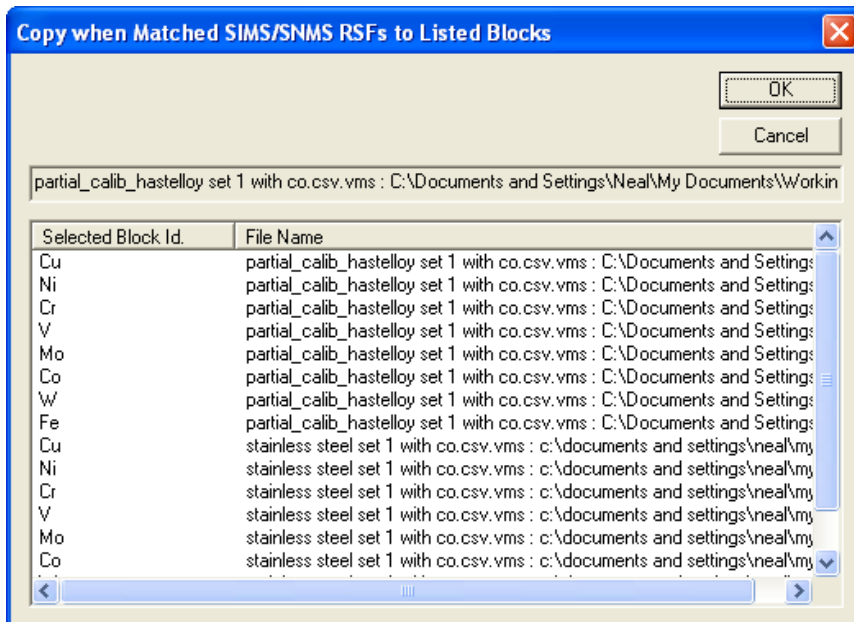 Copy when Matched SIMS/SNMS RSFs to Listed Blocks
OK
Cancel
partial_calib_hastelloy set 1 with co.csv.vms : C:\Documents and Settings\Neal\My Documents\Workin
Selected Block Id. File Name
Cu partial_calib_hastelloy set 1 with co.csv.vms : C:\Documents and Settings
Ni partial_calib_hastelloy set 1 with co.csv.vms : C:\Documents and Settings
Cr partial_calib_hastelloy set 1 with co.csv.vms : C:\Documents and Settings
V partial_calib_hastelloy set 1 with co.csv.vms : C:\Documents and Settings
Mo partial_calib_hastelloy set 1 with co.csv.vms : C:\Documents and Settings
Co partial_calib_hastelloy set 1 with co.csv.vms : C:\Documents and Settings
W partial_calib_hastelloy set 1 with co.csv.vms : C:\Documents and Settings
Fe partial_calib_hastelloy set 1 with co.csv.vms : C:\Documents and Settings
Cu stainless steel set 1 with co.csv.vms : c:\documents and settings\neal\my
Ni stainless steel set 1 with co.csv.vms : c:\documents and settings\neal\my
Cr stainless steel set 1 with co.csv.vms : c:\documents and settings\neal\my
V stainless steel set 1 with co.csv.vms : c:\documents and settings\neal\my
Mo stainless steel set 1 with co.csv.vms : c:\documents and settings\neal\my
Co stainless steel set 1 with co.csv.vms : c:\documents and settings\neal\my